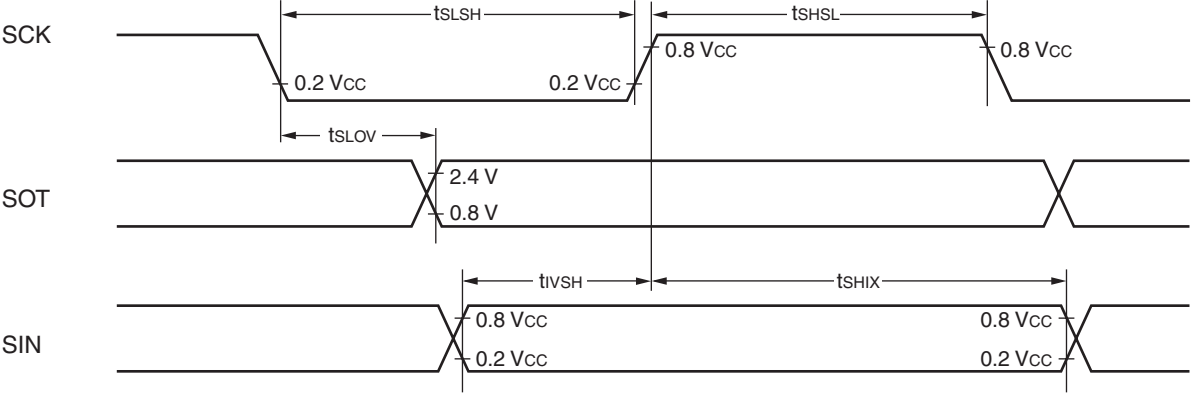 tSLSH
tSHSL
SCK
0.8 VCC
0.8 VCC
0.2 VCC
0.2 VCC
tSLOV
2.4 V
SOT
0.8 V
tIVSH
tSHIX
0.8 VCC
0.8 VCC
SIN
0.2 VCC
0.2 VCC